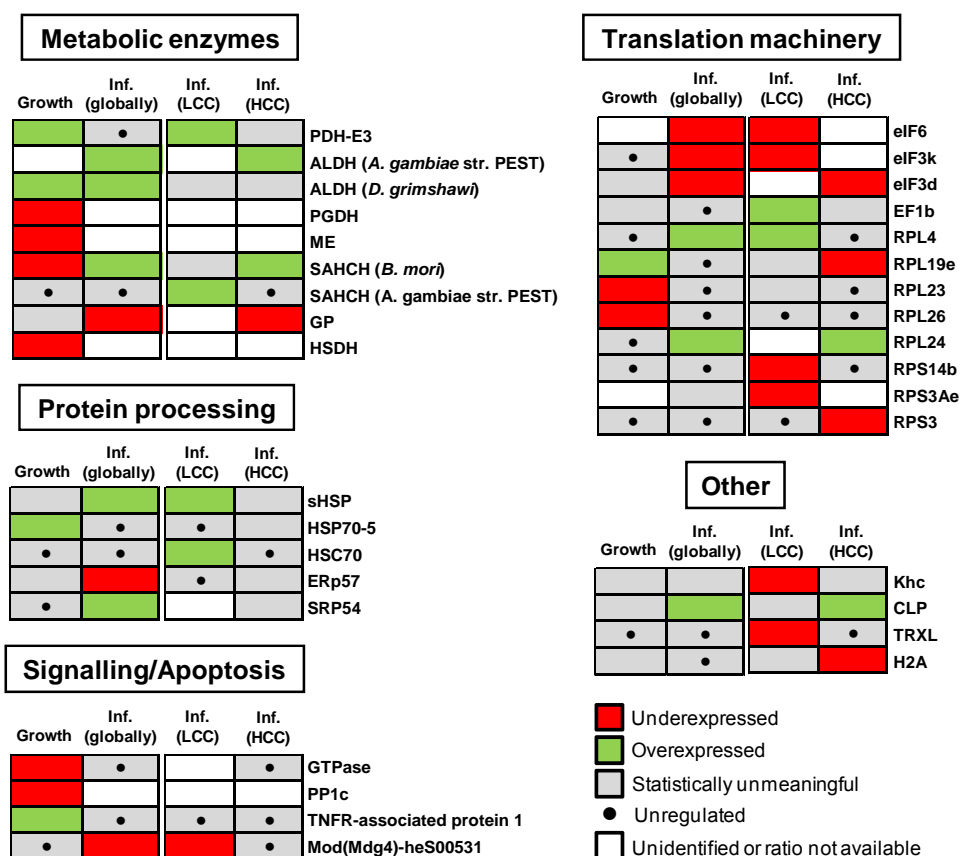 Metabolic enzymes
Growth Inf. (globally) Inf. (LCC) Inf. (HCC)
PDH-E3
ALDH (A. gambiae str. PEST)
ALDH (D. grimshawi)
PGDH
ME
SAHCH (B. mori)
SAHCH (A. gambiae str. PEST)
GP
HSDH
Protein processing
Growth Inf. (globally) Inf. (LCC) Inf. (HCC)
sHSP
HSP70-5
HSC70
ERp57
SRP54
Signalling/Apoptosis
Growth Inf. (globally) Inf. (LCC) Inf. (HCC)
GTPase
PP1c
TNFR-associated protein 1
Mod(Mdg4)-heS00531
Translation machinery
Growth Inf. (globally) Inf. (LCC) Inf. (HCC)
eIF6
eIF3k
eIF3d
EF1b
RPL4
RPL19e
RPL23
RPL26
RPL24
RPS14b
RPS3Ae
RPS3
Other
Growth Inf. (globally) Inf. (LCC) Inf. (HCC)
Khc
CLP
TRXL
H2A
Underexpressed
Overexpressed
Statistically unmeaningful
Unregulated
Unidentified or ratio not available